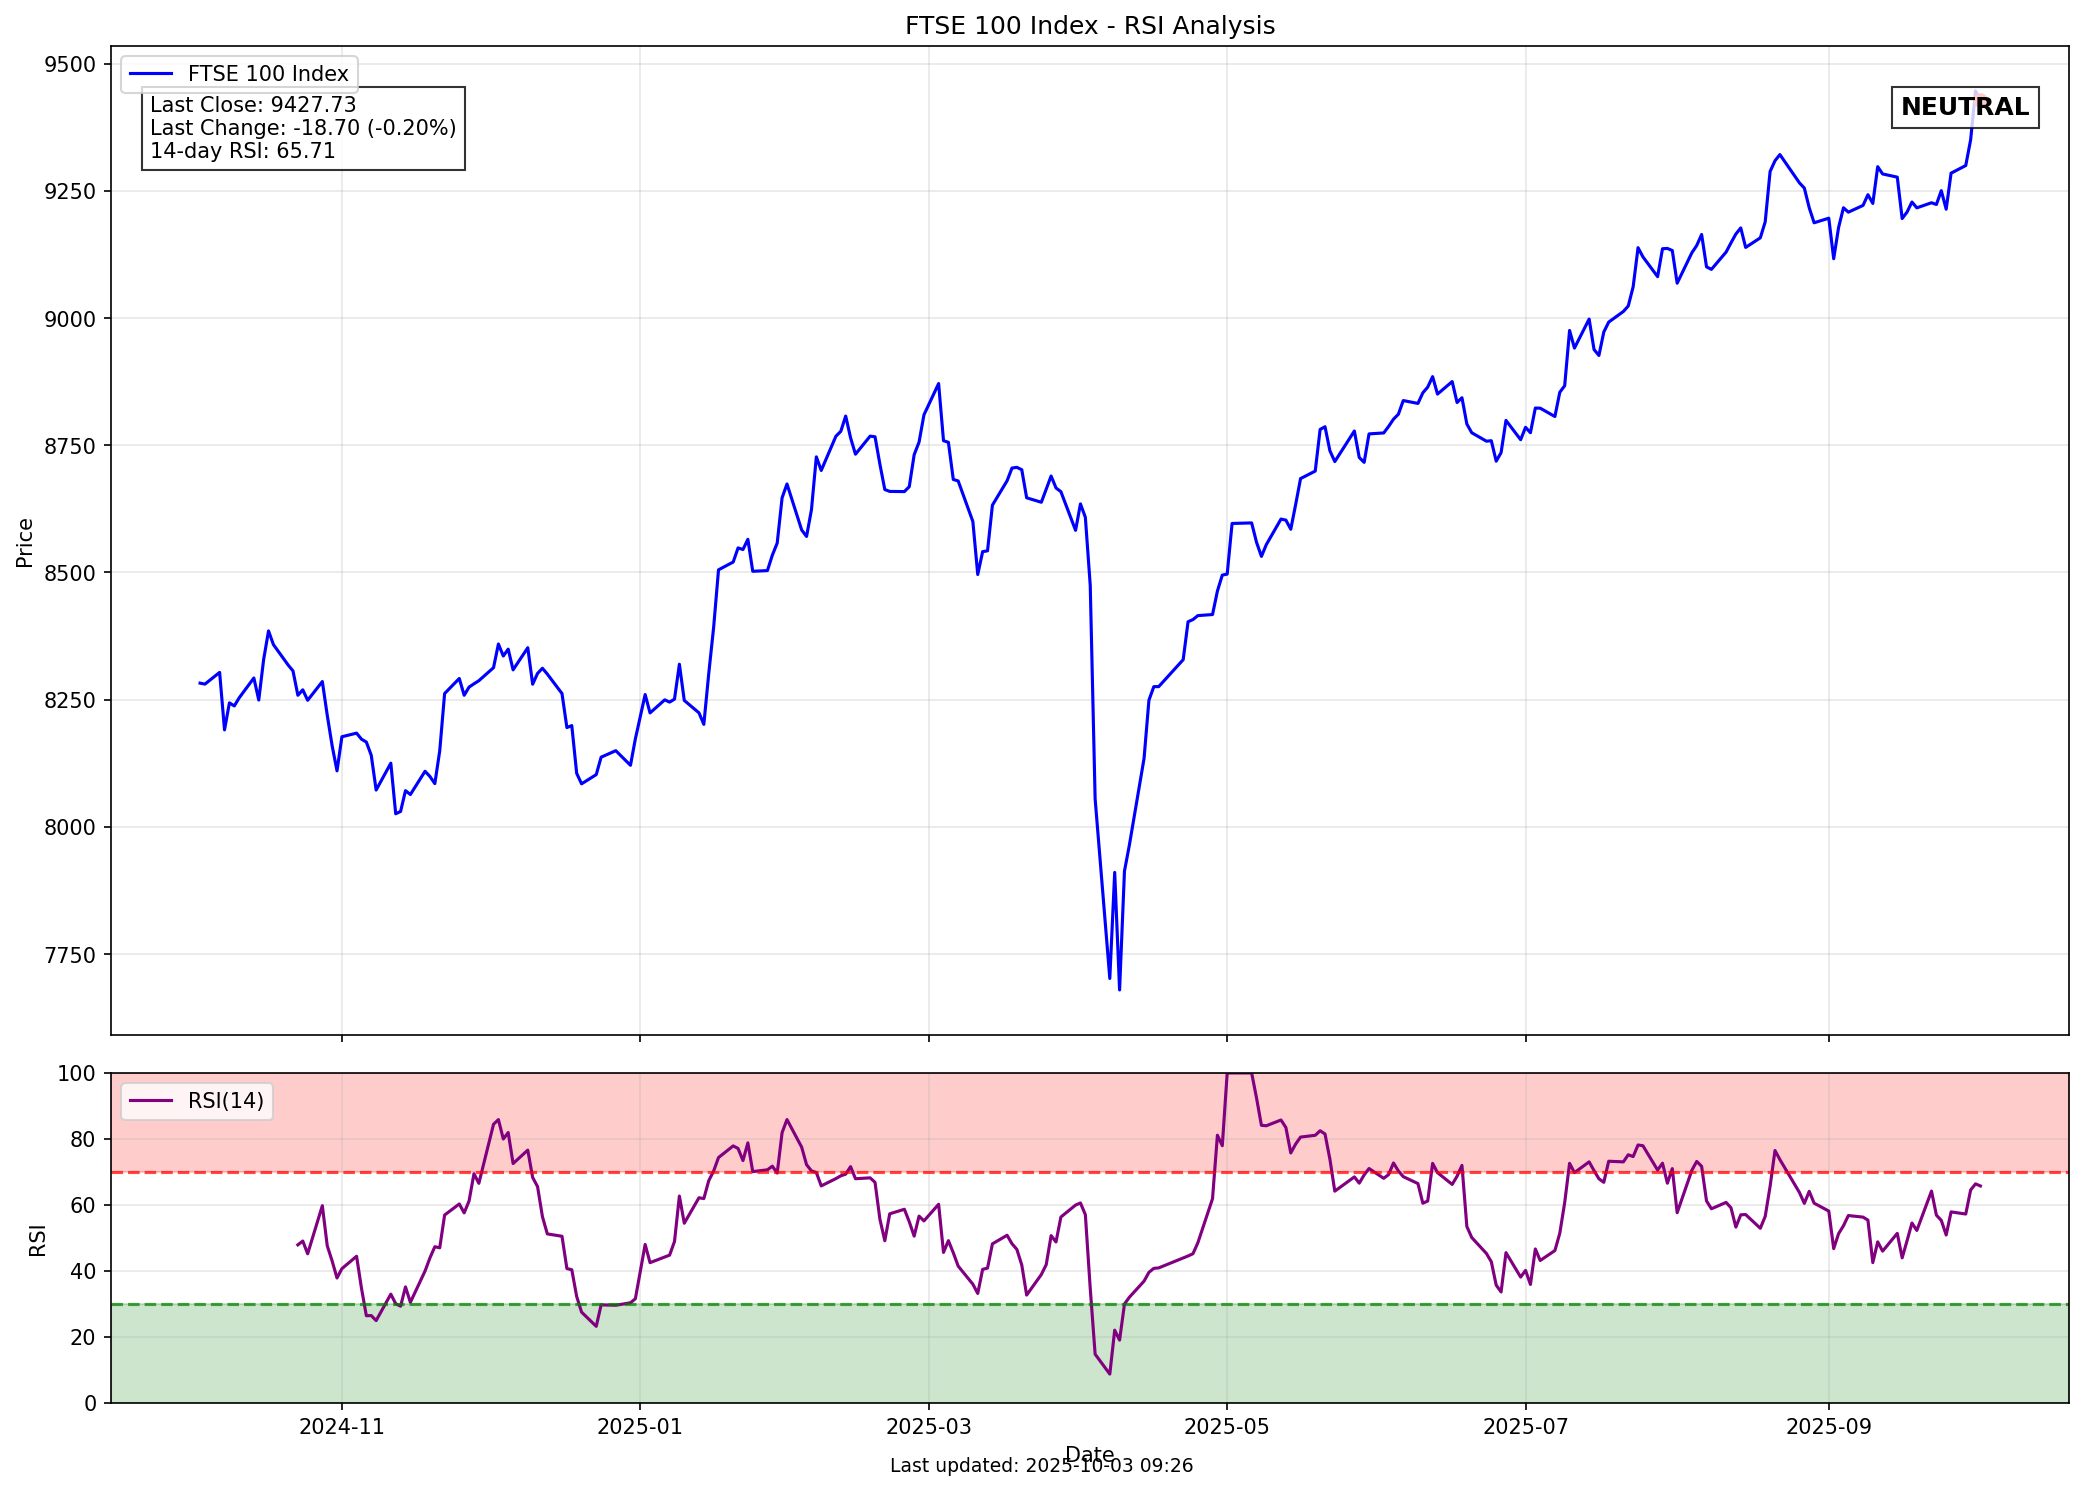 FTSE 100 Index - RSI Analysis
FTSE 100 Index
Last Close: 9427.73
Last Change: -18.70 (-0.20%)
14-day RSI: 65.71
NEUTRAL
Price
9500
9250
9000
8750
8500
8250
8000
7750
RSI(14)
RSI
100
80
60
40
20
0
2024-11
2025-01
2025-03
2025-05
2025-07
2025-09
Date
Last updated: 2025-10-03 09:26